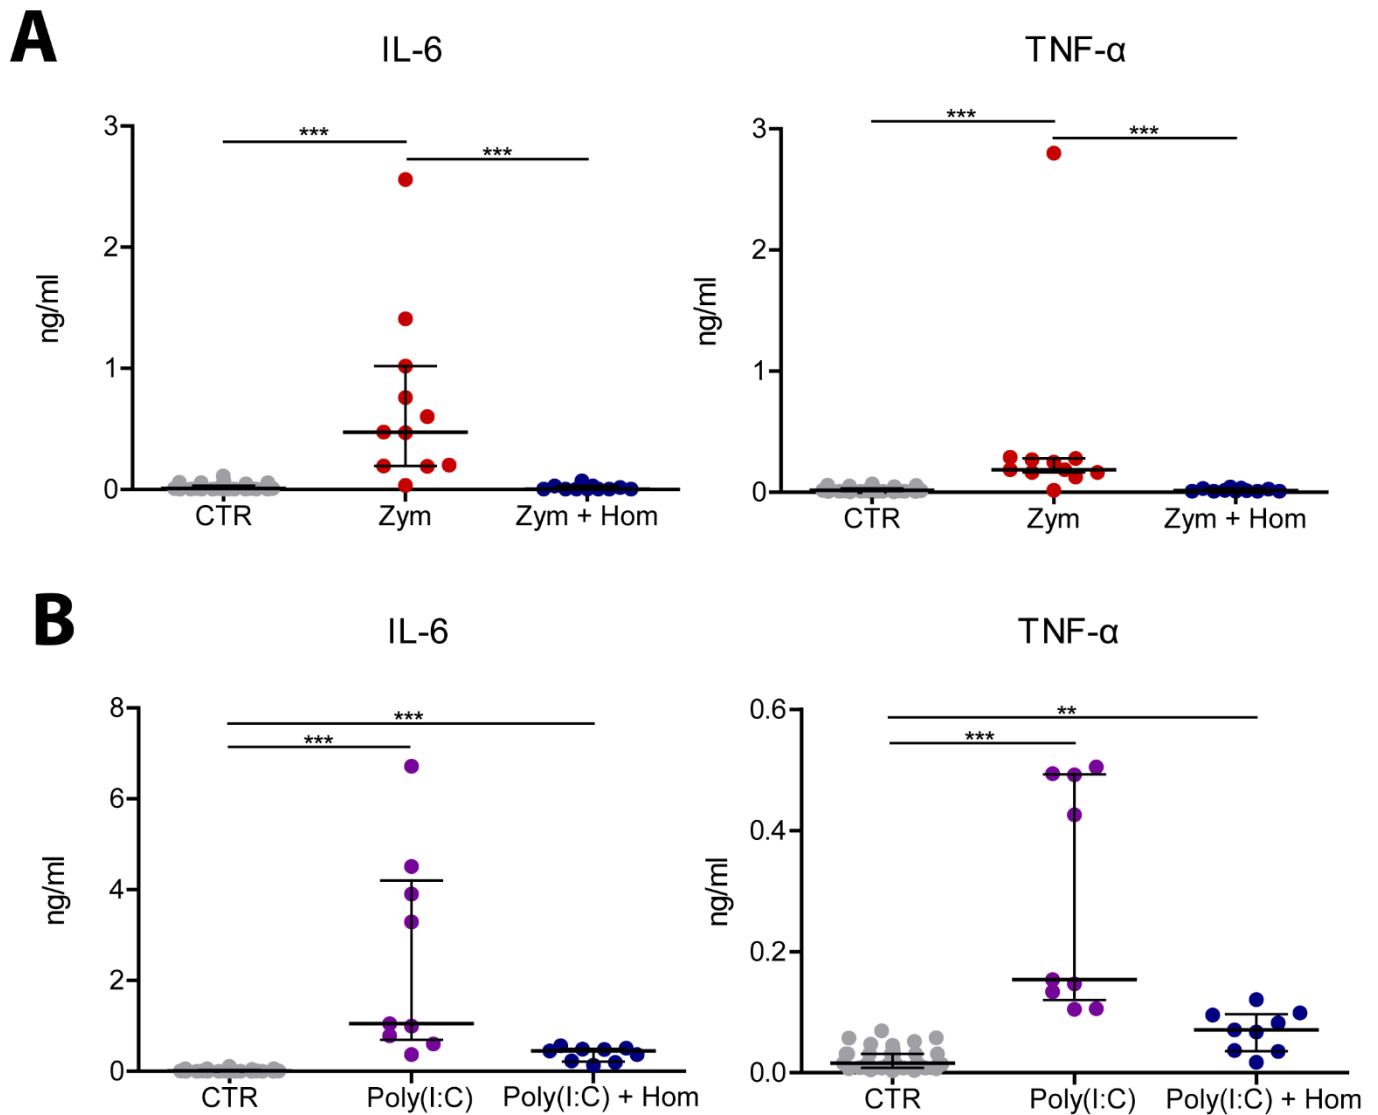 A
IL-6
TNF-α
ng/ml
3
2
1
0
***
***
CTR
Zym
Zym + Hom
ng/ml
3
2
1
0
***
***
CTR
Zym
Zym + Hom
B
IL-6
TNF-α
ng/ml
8
6
4
2
0
***
***
CTR
Poly(I:C)
Poly(I:C) + Hom
ng/ml
0.6
0.4
0.2
0.0
**
***
CTR
Poly(I:C)
Poly(I:C) + Hom